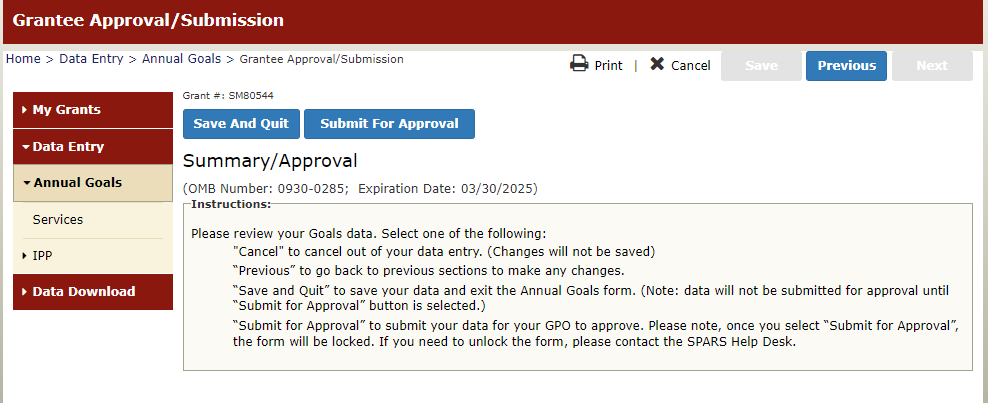 Grantee Approval/Submission
Home > Data Entry > Annual Goals > Grantee Approval/Submission
Print | Cancel Save Previous Next
My Grants
Data Entry
Annual Goals
Services
IPP
Data Download
Grant #: SM80544
Save And Quit Submit For Approval
Summary/Approval
(OMB Number: 0930-0285; Expiration Date: 03/30/2025)
Instructions:
Please review your Goals data. Select one of the following:
"Cancel" to cancel out of your data entry. (Changes will not be saved)
“Previous” to go back to previous sections to make any changes.
“Save and Quit” to save your data and exit the Annual Goals form. (Note: data will not be submitted for approval until
“Submit for Approval” button is selected.)
“Submit for Approval” to submit your data for your GPO to approve. Please note, once you select “Submit for Approval”,
the form will be locked. If you need to unlock the form, please contact the SPARS Help Desk.